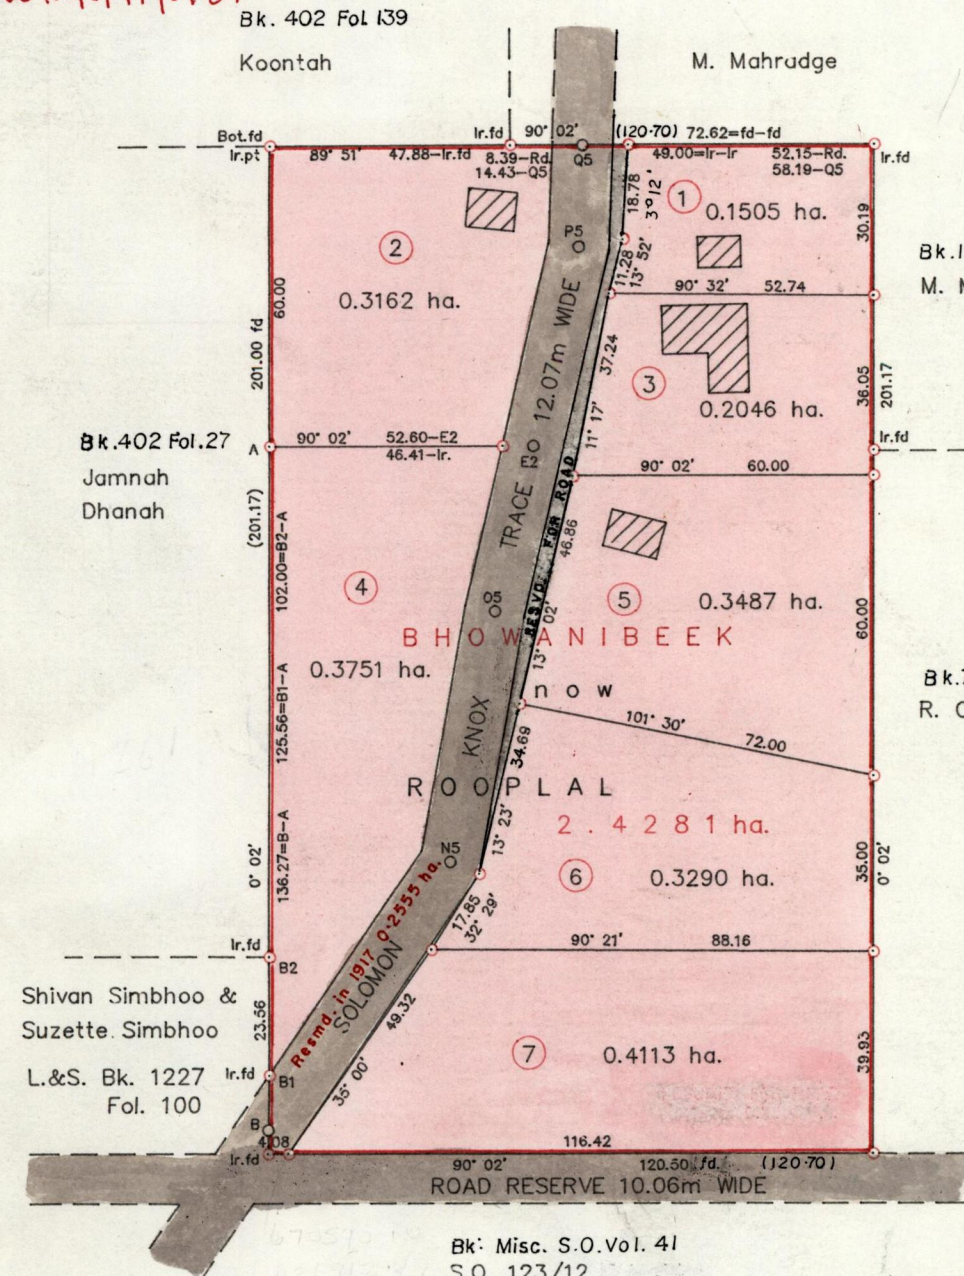 Bk. 402 Fol 139
Koontah
M. Mahrudge
Bot.fd
Ir.fd
90° 02'
(120·70) 72.62=fd-fd
Ir.pt
89° 51'
47.88-Ir.fd
8.39-Rd.
14.43-Q5
Q5
49.00=Ir-Ir
52.15-Rd.
58.19-Q5
Ir.fd
18.78
3° 12'
1
0.1505 ha.
30.19
2
0.3162 ha.
P5
11.28
13° 52'
90° 32' 52.74
60.00
201.00 fd
TRACE 12.07m WIDE
37.24
11° 17'
3
0.2046 ha.
36.05
201.17
Bk.402 Fol.27
Jamnah
Dhanah
A
90° 02' 52.60-E2
46.41-Ir.
E2
Ir.fd
90° 02' 60.00
RESVD. FOR ROAD
(201.17)
102.00=B2-A
46.86
13° 02'
4
0.3751 ha.
O5
5
0.3487 ha.
60.00
BHOWANIBEEK
now
101° 30' 72.00
125.56=B1-A
KNOX
34.69
13° 23'
ROOPLAL
2.4281 ha.
0° 02'
136.27=B-A
N5
6
0.3290 ha.
35.00
0° 02'
17.85
32° 29'
Resmd. in 1917 0.2555 ha.
SOLOMON
90° 21' 88.16
Ir.fd
B2
Shivan Simbhoo &
Suzette Simbhoo
L.&S. Bk. 1227
Fol. 100
23.56
49.32
35° 00'
7
0.4113 ha.
39.93
Ir.fd
B1
B
4.08
116.42
Ir.fd
90° 02'
120.50 fd.
(120·70)
ROAD RESERVE 10.06m WIDE
Bk. Misc. S.O.Vol. 41
S.O. 123/12